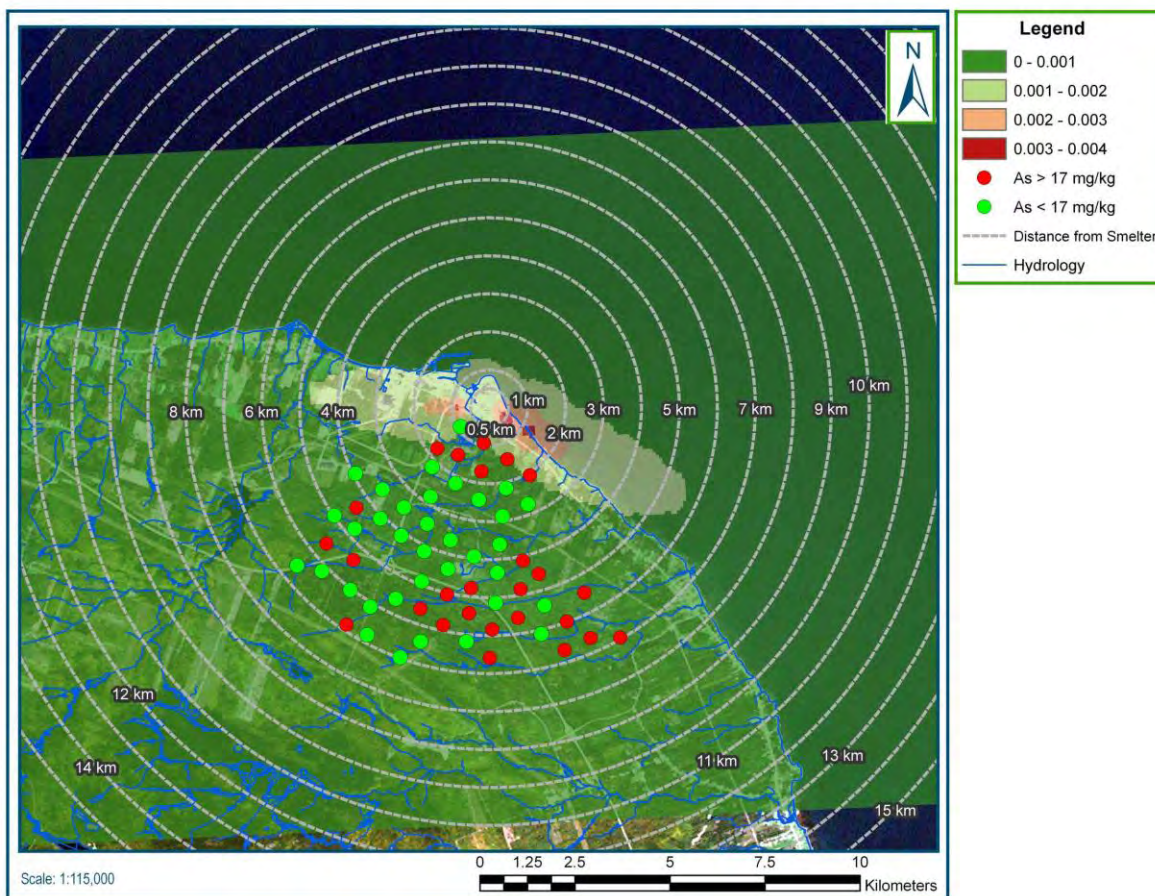 Legend
0 - 0.001
0.001 - 0.002
0.002 - 0.003
0.003 - 0.004
As > 17 mg/kg
As < 17 mg/kg
Distance from Smelter
Hydrology
N
10 km
1 km
8 km
6 km
4 km
3 km
5 km
7 km
9 km
0.5 km
2 km
12 km
11 km
13 km
14 km
15 km
0 1.25 2.5 5 7.5 10
Kilometers
Scale: 1:115,000